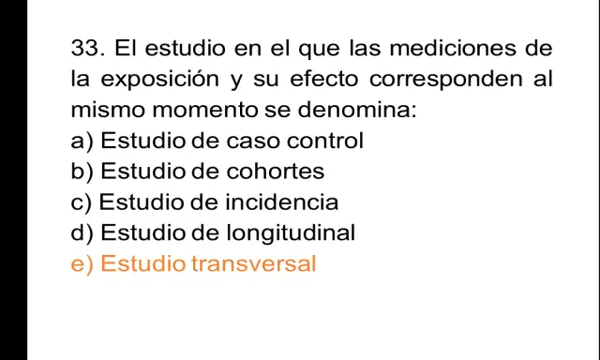 33. El estudio en el que las mediciones de
la exposición y su efecto corresponden al
mismo momento se denomina:
a) Estudio de caso control
b) Estudio de cohortes
c) Estudio de incidencia
d) Estudio de longitudinal
e) Estudio transversal